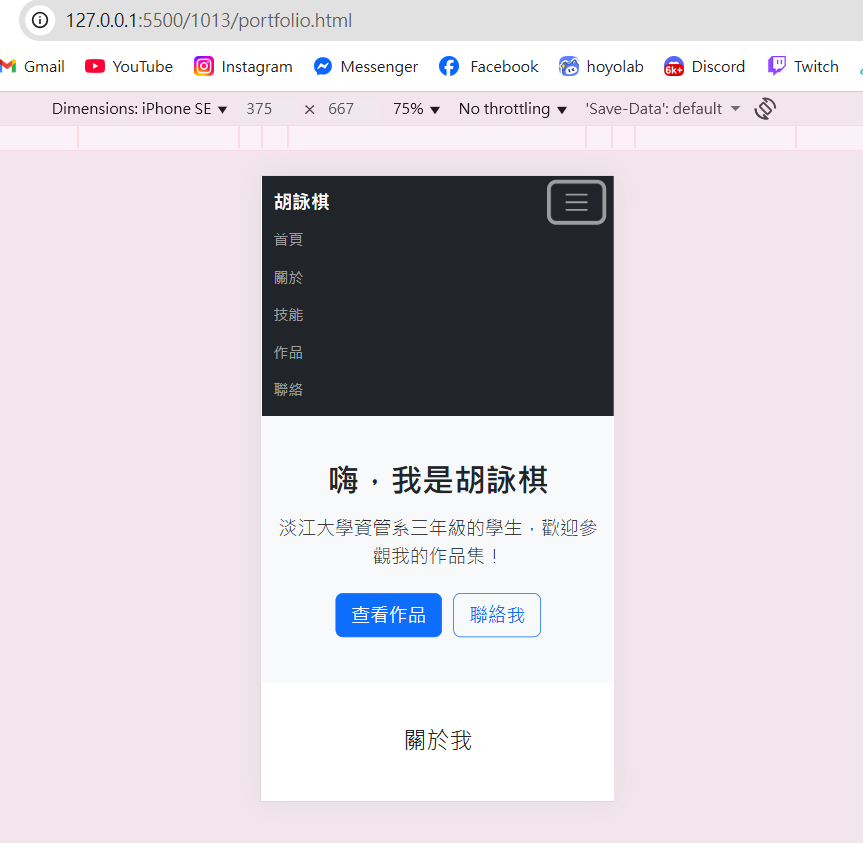 127.0.0.1:5500/1013/portfolio.html
Gmail YouTube Instagram Messenger Facebook hoyolab 6k+ Discord Twitch
Dimensions: iPhone SE 375 × 667 75% No throttling 'Save-Data': default
胡詠棋
首頁
關於
技能
作品
聯絡
嗨，我是胡詠棋
淡江大學資管系三年級的學生，歡迎參
觀我的作品集！
查看作品 聯絡我
關於我